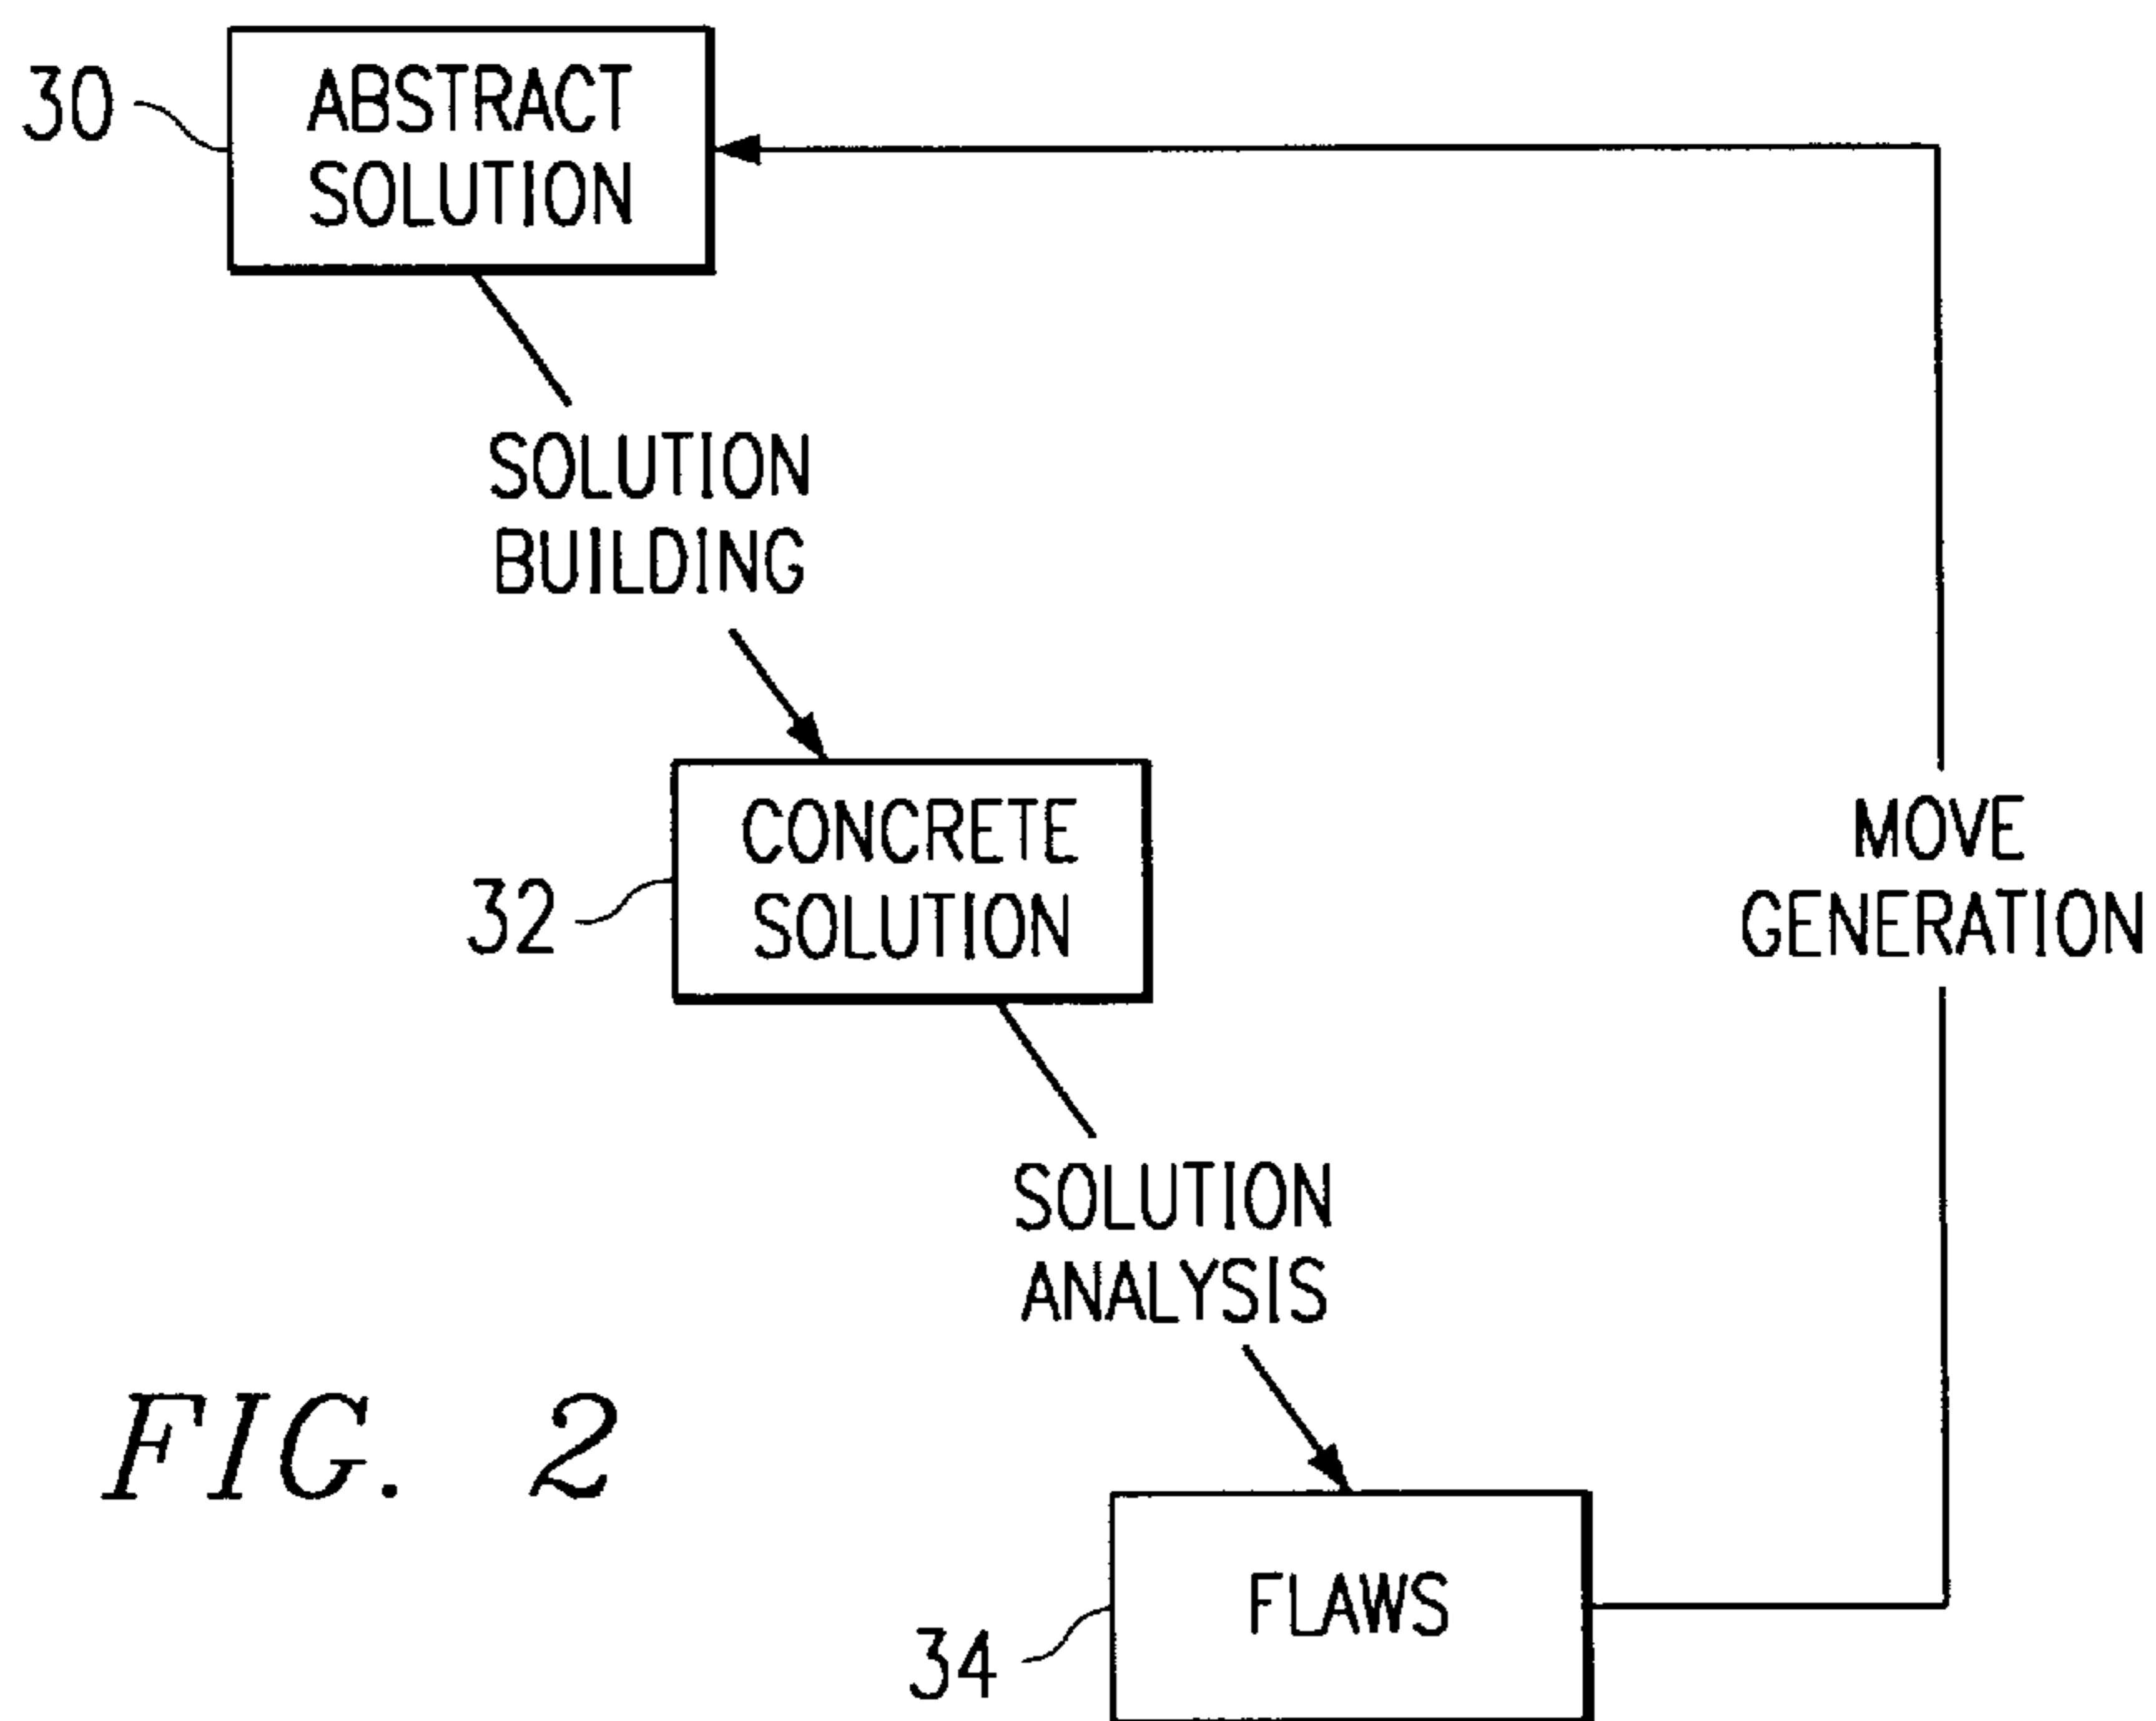 30
ABSTRACT
SOLUTION
SOLUTION
BUILDING
32
CONCRETE
SOLUTION
MOVE
GENERATION
SOLUTION
ANALYSIS
34
FLAWS
FIG. 2